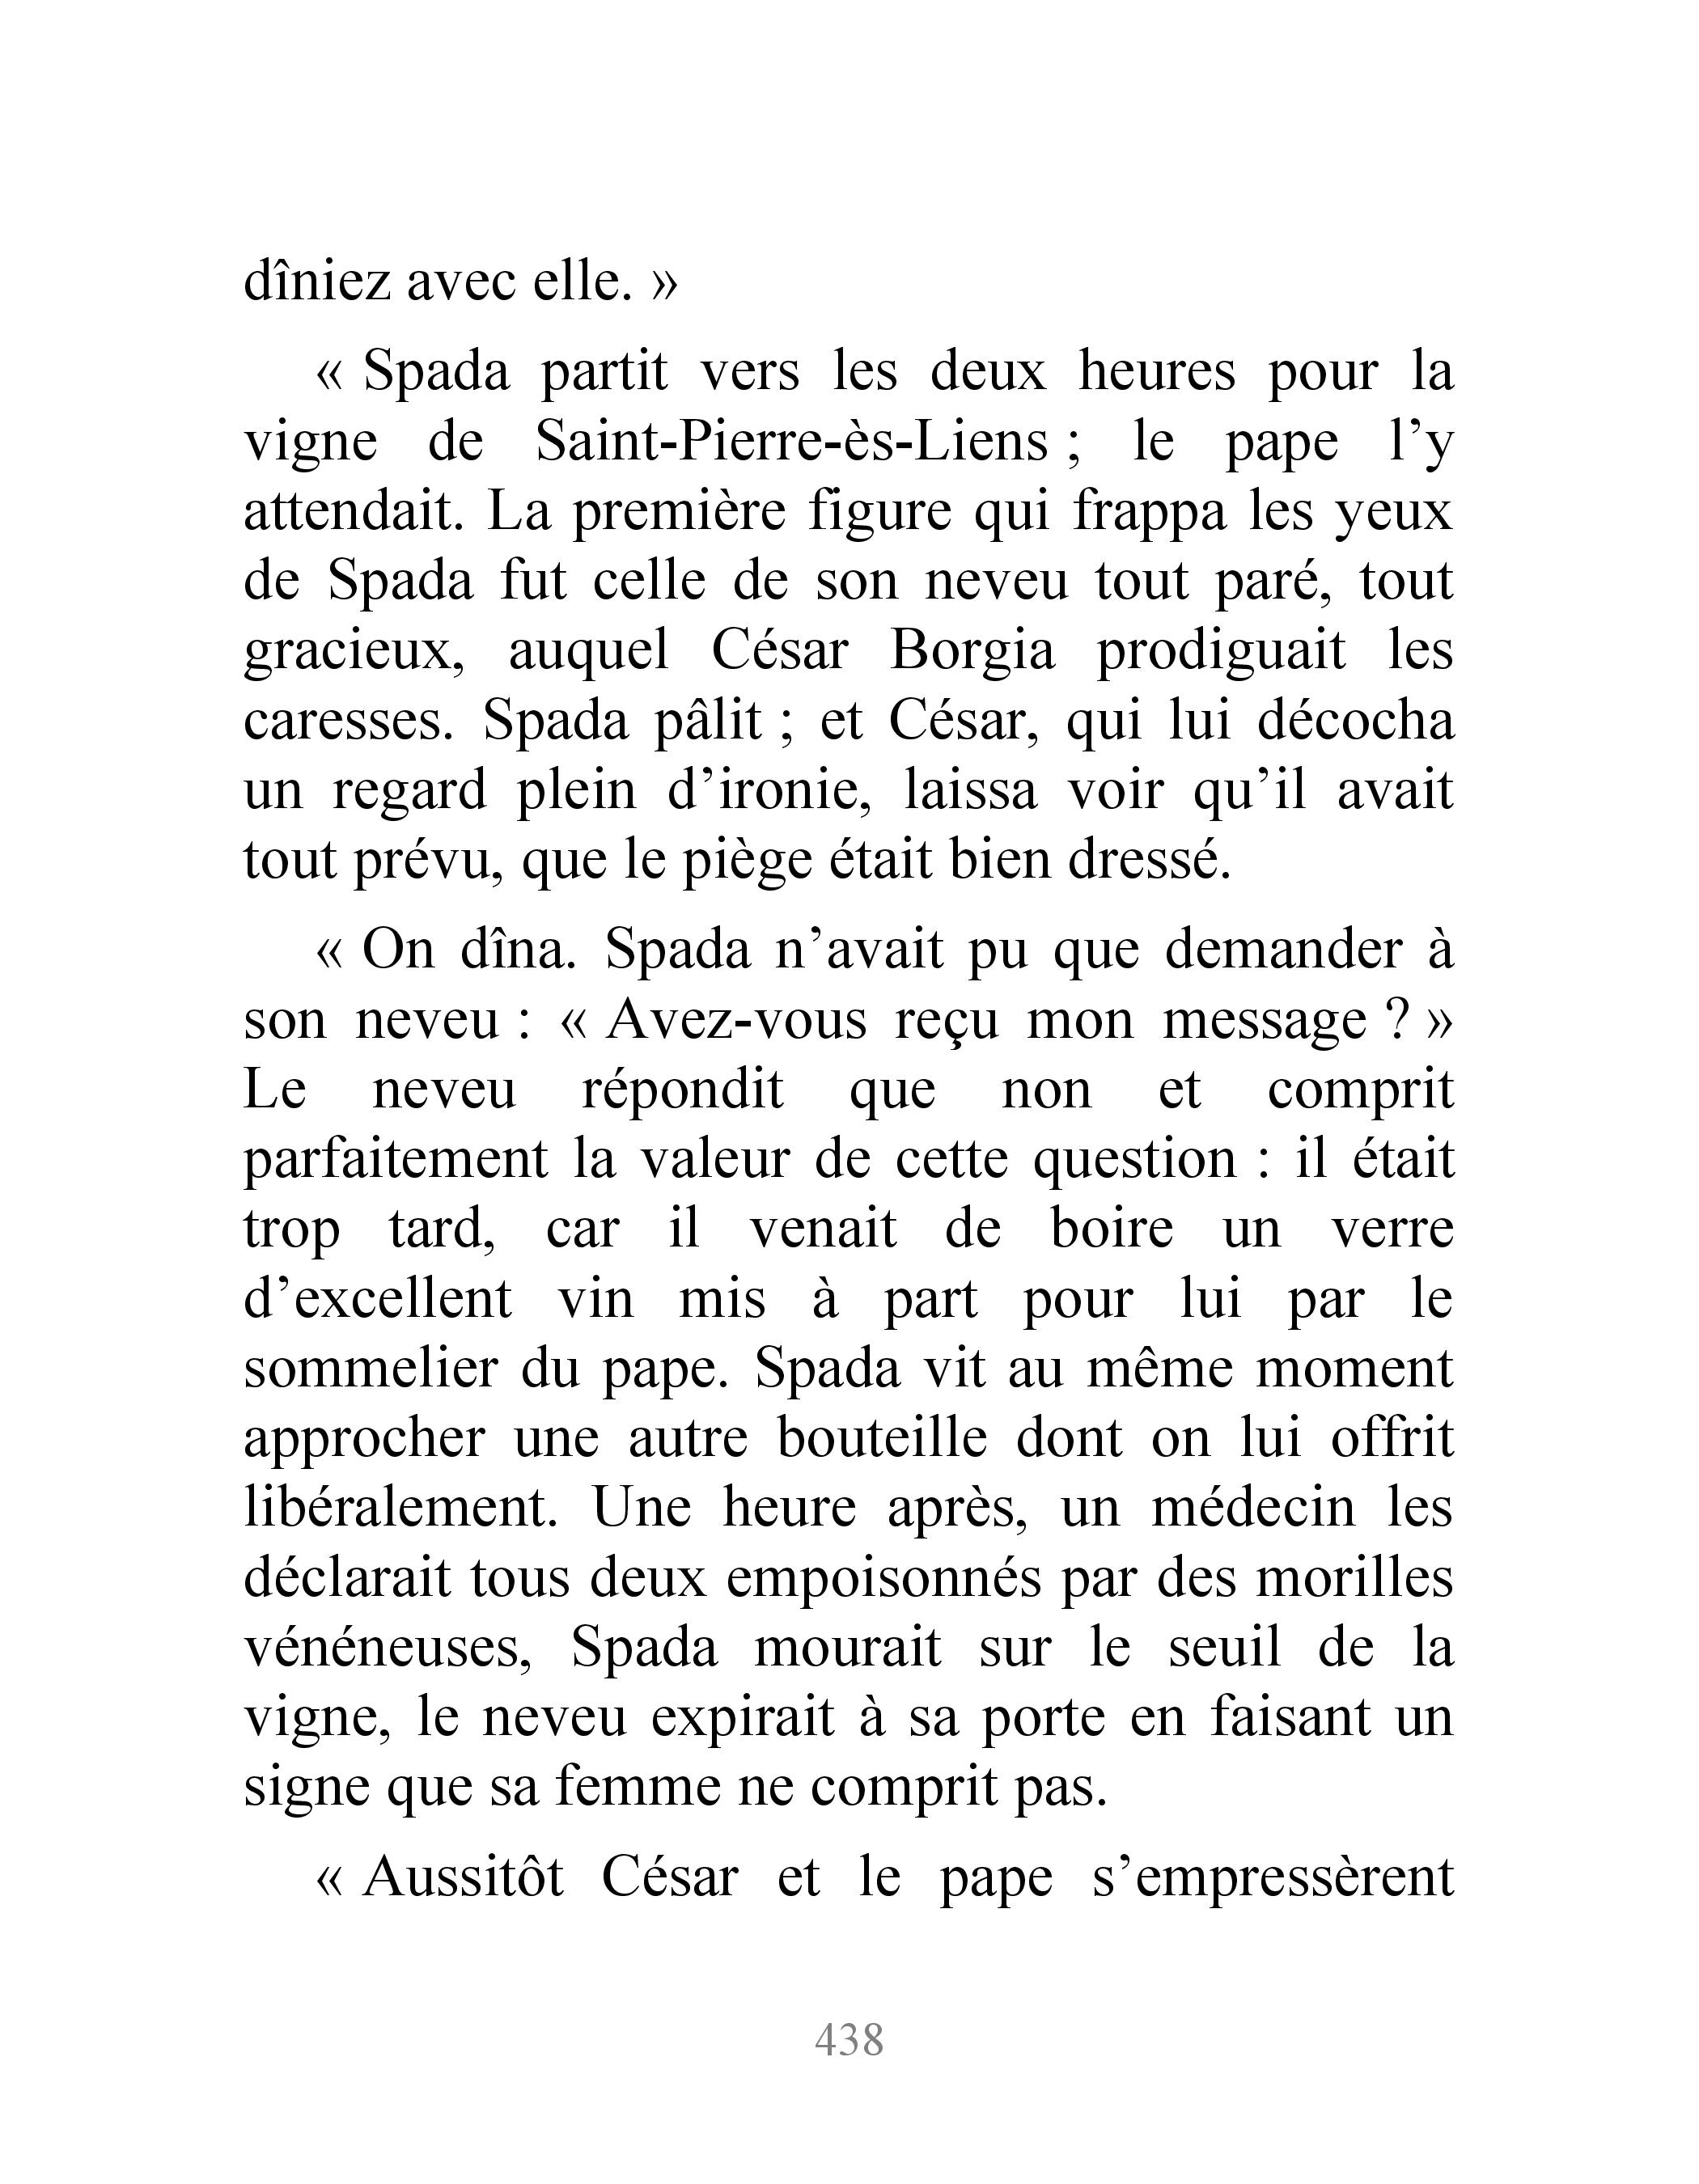 dîniez avec elle. »
« Spada partit vers les deux heures pour la
vigne de Saint-Pierre-ès-Liens ; le pape l’y
attendait. La première figure qui frappa les yeux
de Spada fut celle de son neveu tout paré, tout
gracieux, auquel César Borgia prodiguait les
caresses. Spada pâlit ; et César, qui lui décocha
un regard plein d’ironie, laissa voir qu’il avait
tout prévu, que le piège était bien dressé.
« On dîna. Spada n’avait pu que demander à
son neveu : « Avez-vous reçu mon message ? »
Le neveu répondit que non et comprit
parfaitement la valeur de cette question : il était
trop tard, car il venait de boire un verre
d’excellent vin mis à part pour lui par le
sommelier du pape. Spada vit au même moment
approcher une autre bouteille dont on lui offrit
libéralement. Une heure après, un médecin les
déclarait tous deux empoisonnés par des morilles
vénéneuses, Spada mourait sur le seuil de la
vigne, le neveu expirait à sa porte en faisant un
signe que sa femme ne comprit pas.
« Aussitôt César et le pape s’empressèrent
438